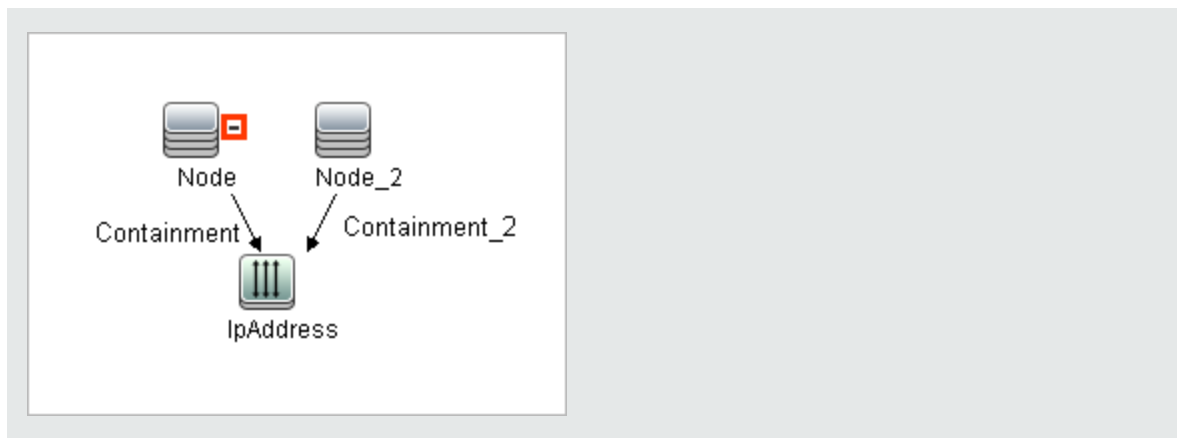 Node
Node_2
Containment
Containment_2
IpAddress